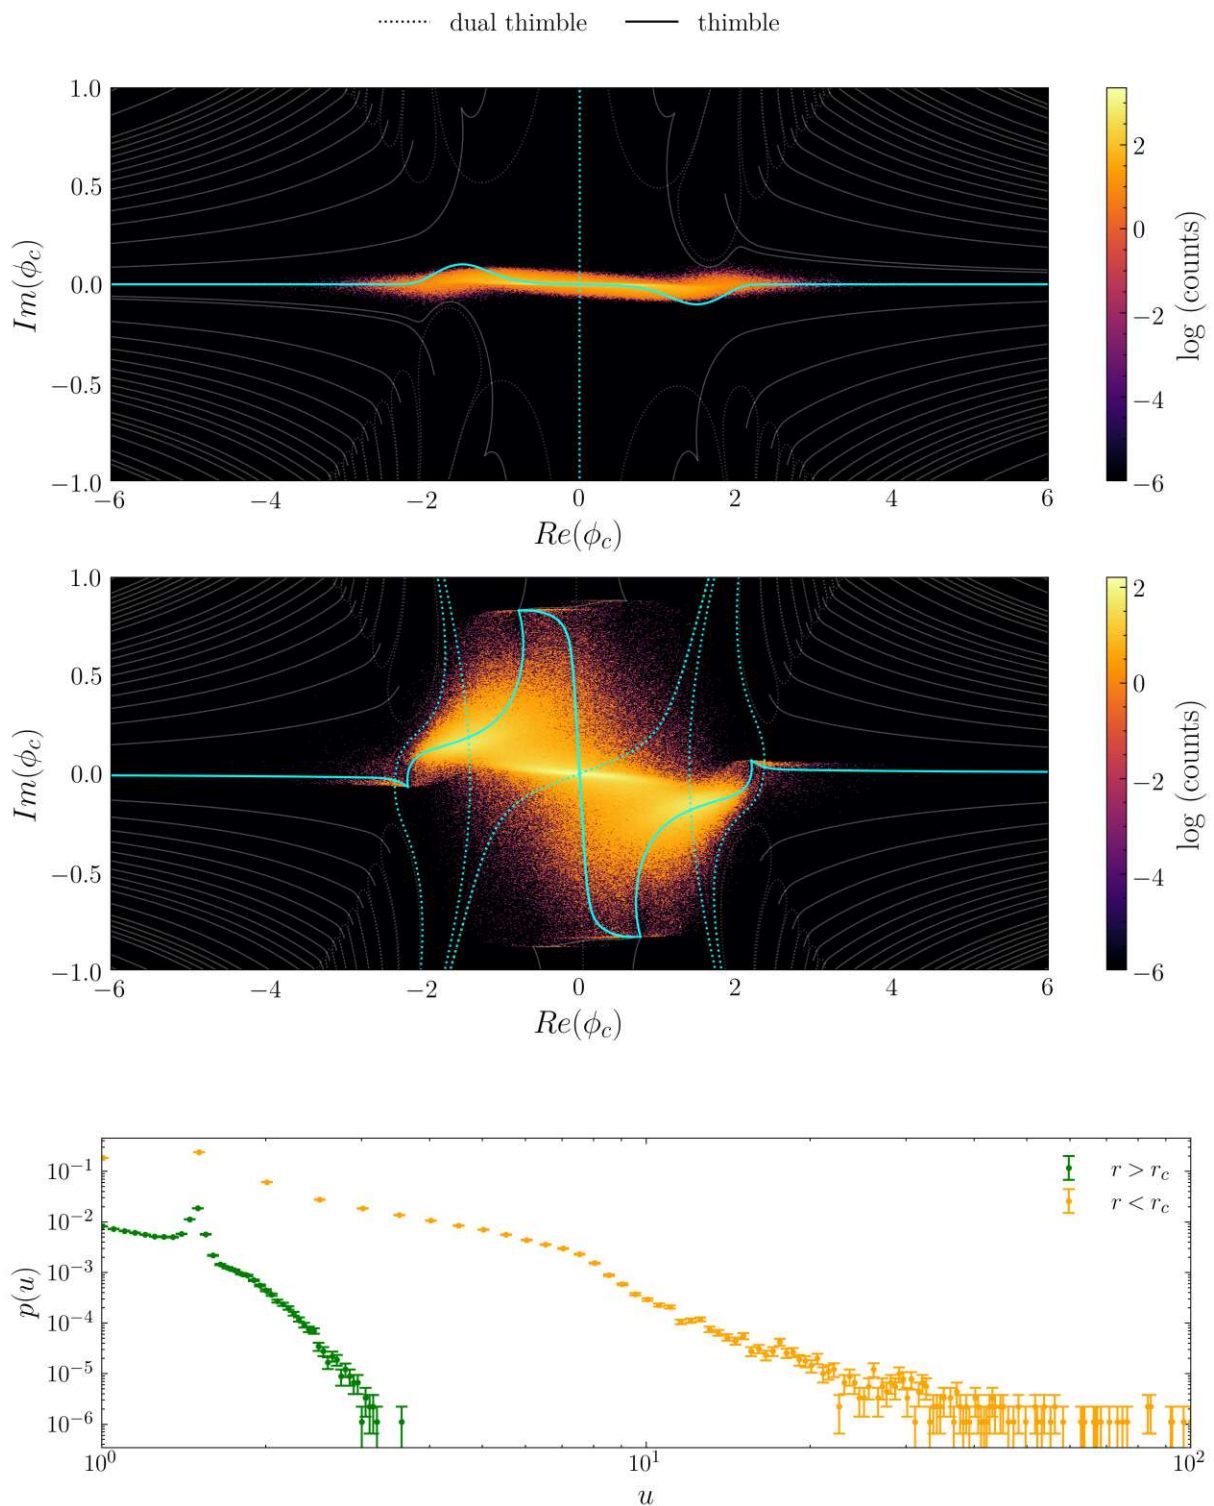 dual thimble thimble
1.0
0.5
0.0
−0.5
−1.0
Im(ϕc)
−6 −4 −2 0 2 4 6
Re(ϕc)
2
0
−2
−4
−6
log (counts)
1.0
0.5
0.0
−0.5
−1.0
Im(ϕc)
−6 −4 −2 0 2 4 6
Re(ϕc)
2
0
−2
−4
−6
log (counts)
10⁻¹
10⁻²
10⁻³
10⁻⁴
10⁻⁵
10⁻⁶
p(u)
r > rc
r < rc
10⁰ 10¹ 10²
u